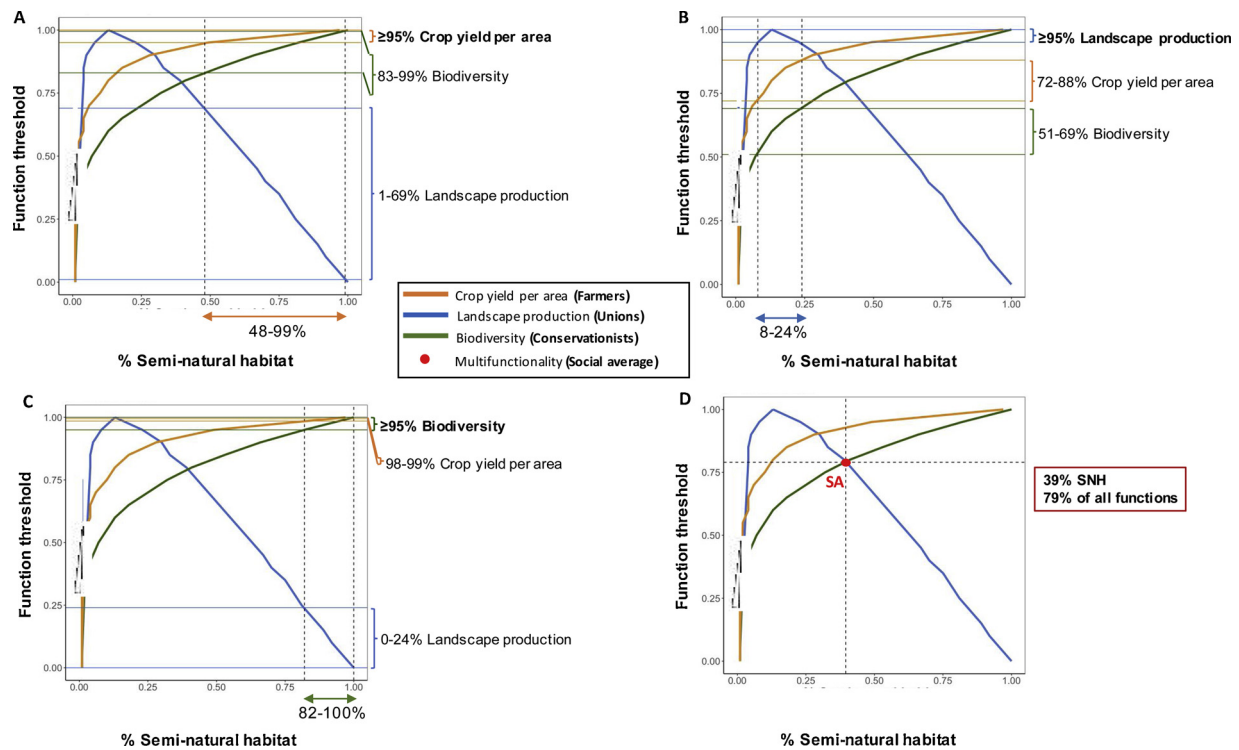 A
1.00
0.75
0.50
0.25
0.00
Function threshold
0.00
0.25
0.50
0.75
1.00
≥95% Crop yield per area
83-99% Biodiversity
1-69% Landscape production
48-99%
% Semi-natural habitat
B
1.00
0.75
0.50
0.25
0.00
Function threshold
0.00
0.25
0.50
0.75
1.00
≥95% Landscape production
72-88% Crop yield per area
51-69% Biodiversity
8-24%
% Semi-natural habitat
Crop yield per area (Farmers)
Landscape production (Unions)
Biodiversity (Conservationists)
Multifunctionality (Social average)
C
1.00
0.75
0.50
0.25
0.00
Function threshold
0.00
0.25
0.50
0.75
1.00
≥95% Biodiversity
98-99% Crop yield per area
0-24% Landscape production
82-100%
% Semi-natural habitat
D
1.00
0.75
0.50
0.25
0.00
Function threshold
0.00
0.25
0.50
0.75
1.00
SA
39% SNH
79% of all functions
% Semi-natural habitat